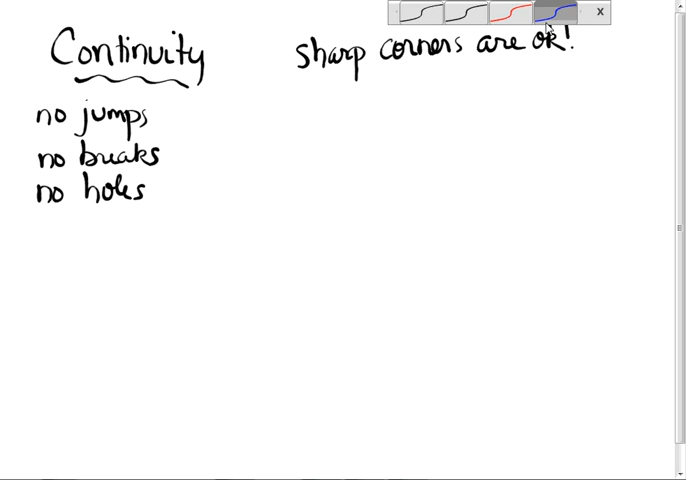 Continuity
sharp corners are ok!
no jumps
no breaks
no holes
x